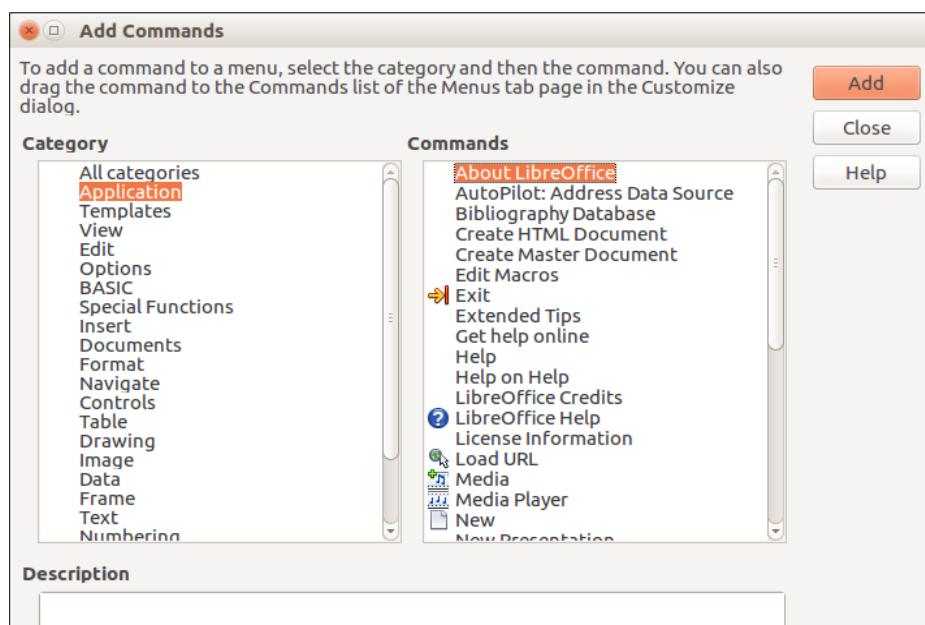 Add Commands
To add a command to a menu, select the category and then the command. You can also
drag the command to the Commands list of the Menus tab page in the Customize
dialog.
Add
Close
Help
Category
All categories
Application
Templates
View
Edit
Options
BASIC
Special Functions
Insert
Documents
Format
Navigate
Controls
Table
Drawing
Image
Data
Frame
Text
Numbering
Commands
About LibreOffice
AutoPilot: Address Data Source
Bibliography Database
Create HTML Document
Create Master Document
Edit Macros
Exit
Extended Tips
Get help online
Help
Help on Help
LibreOffice Credits
LibreOffice Help
License Information
Load URL
Media
Media Player
New
New Presentation
Description